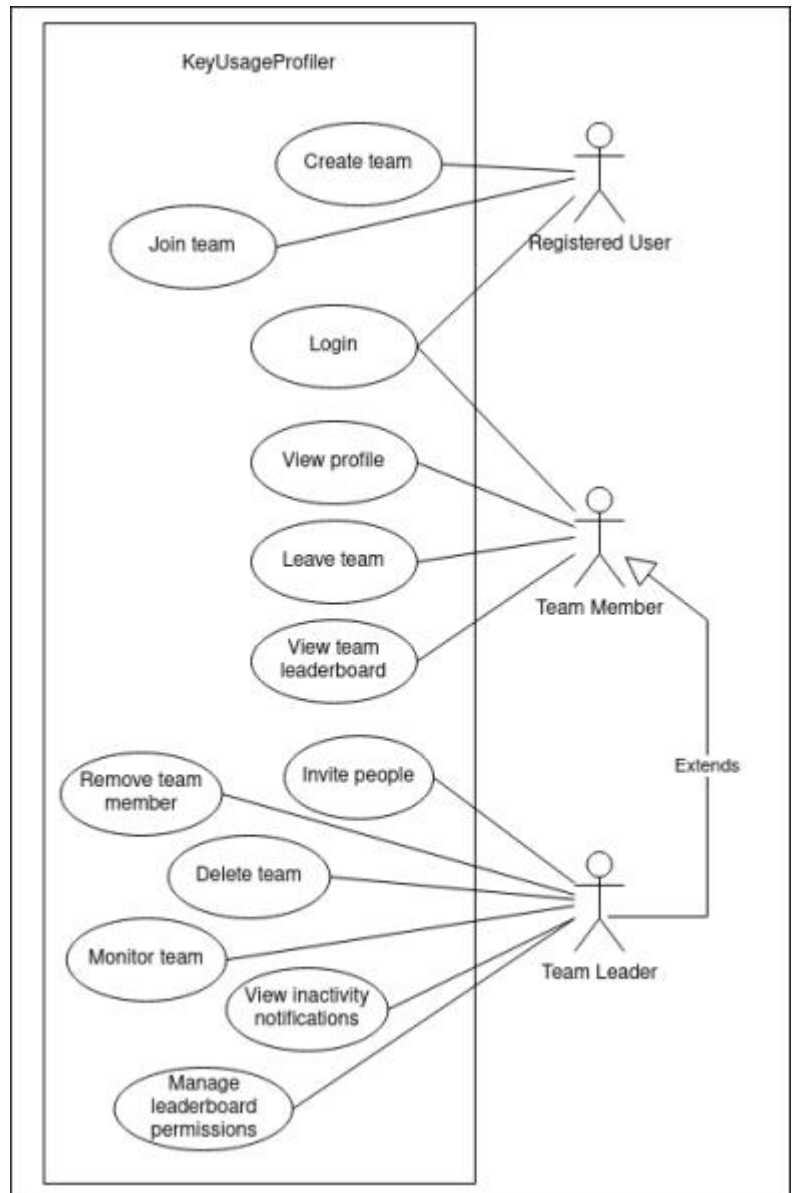 KeyUsageProfiler
Create team
Join team
Registered User
Login
View profile
Leave team
Team Member
View team
leaderboard
Invite people
Extends
Remove team
member
Delete team
Monitor team
Team Leader
View inactivity
notifications
Manage
leaderboard
permissions